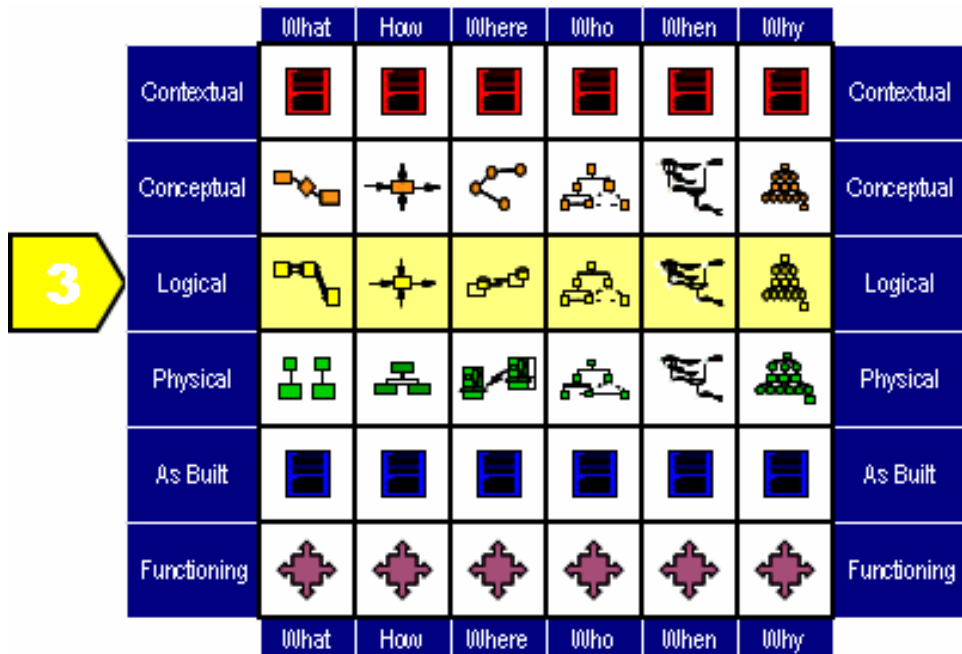 What How Where Who When Why
Contextual Contextual
Conceptual Conceptual
3 Logical Logical
Physical Physical
As Built As Built
Functioning Functioning
What How Where Who When Why